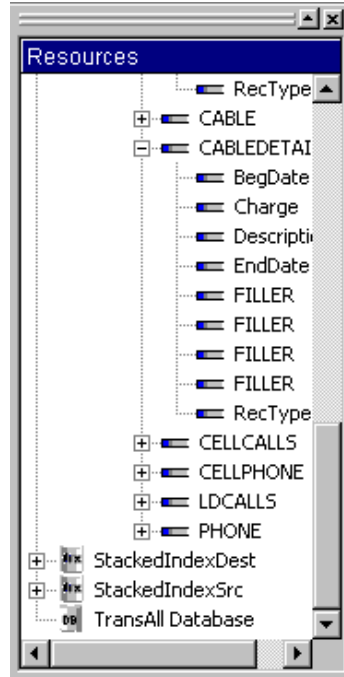 Resources
RecType
CABLE
CABLEDETAI
BegDate
Charge
Descripti
EndDate
FILLER
FILLER
FILLER
FILLER
RecType
CELLCALLS
CELLPHONE
LDCALLS
PHONE
StackedIndexDest
StackedIndexSrc
DB TransAll Database